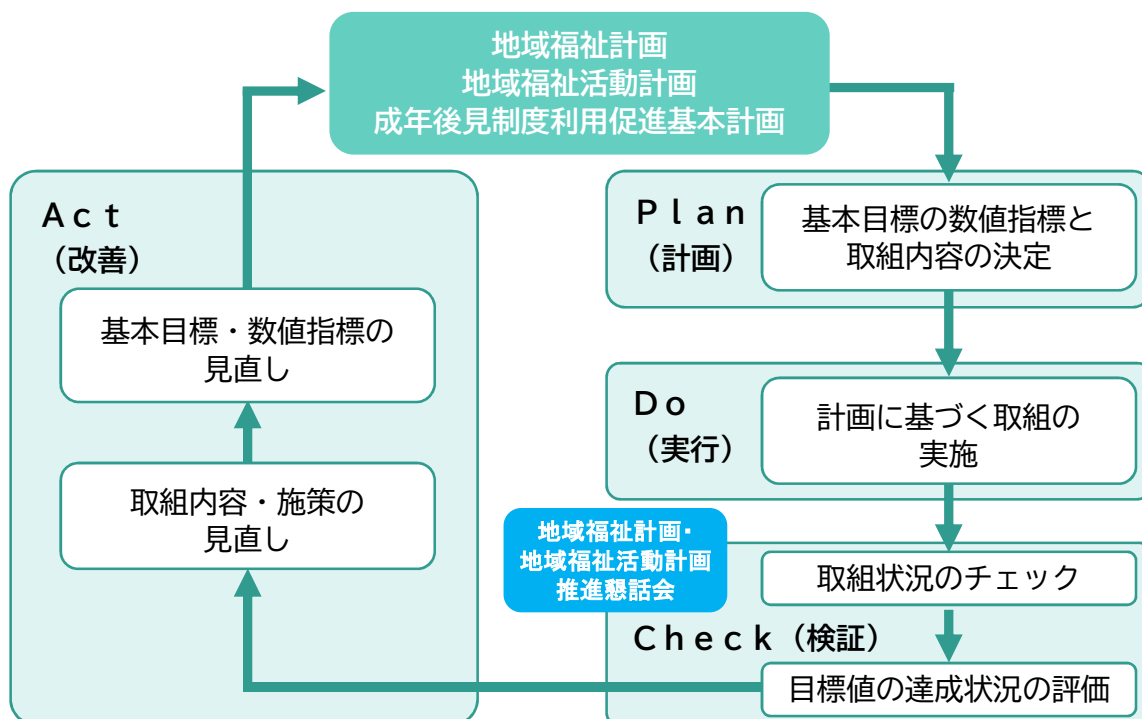 地域福祉計画
地域福祉活動計画
成年後見制度利用促進基本計画
Ｐｌａｎ
（計画）
基本目標の数値指標と
取組内容の決定
Ｄｏ
（実行）
計画に基づく取組の
実施
地域福祉計画・
地域福祉活動計画
推進懇話会
取組状況のチェック
Ｃｈｅｃｋ（検証）
目標値の達成状況の評価
Ａｃｔ
（改善）
基本目標・数値指標の
見直し
取組内容・施策の
見直し